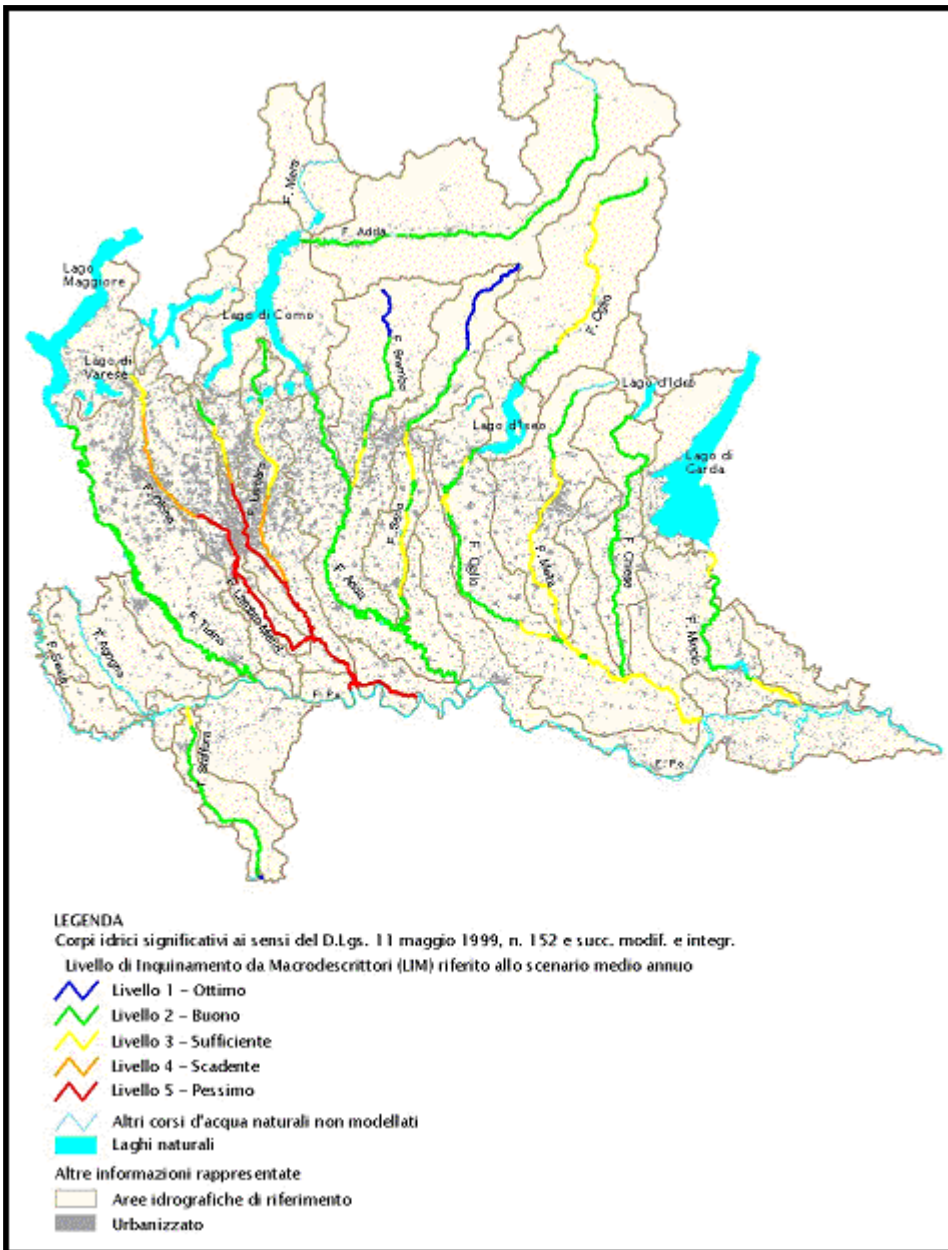 F. Mera
F. Adda
Lago
Maggiore
Lago di Como
F. Oglio
F. Brembo
Lago di
Varese
Lago d'Idro
Lago d'Iseo
Lago di
Garda
F. Olona
F. Lambro
F. Serio
F. Oglio
F. Mella
F. Chiese
F. Adda
F. Ticino
F. Mincio
F. Sesia
T. Agogna
F. Po
T. Staffora
F. Po
LEGENDA
Corpi idrici significativi ai sensi del D.Lgs. 11 maggio 1999, n. 152 e succ. modif. e integr.
Livello di Inquinamento da Macrodescrittori (LIM) riferito allo scenario medio annuo
Livello 1 – Ottimo
Livello 2 – Buono
Livello 3 – Sufficiente
Livello 4 – Scadente
Livello 5 – Pessimo
Altri corsi d'acqua naturali non modellati
Laghi naturali
Altre informazioni rappresentate
Aree idrografiche di riferimento
Urbanizzato